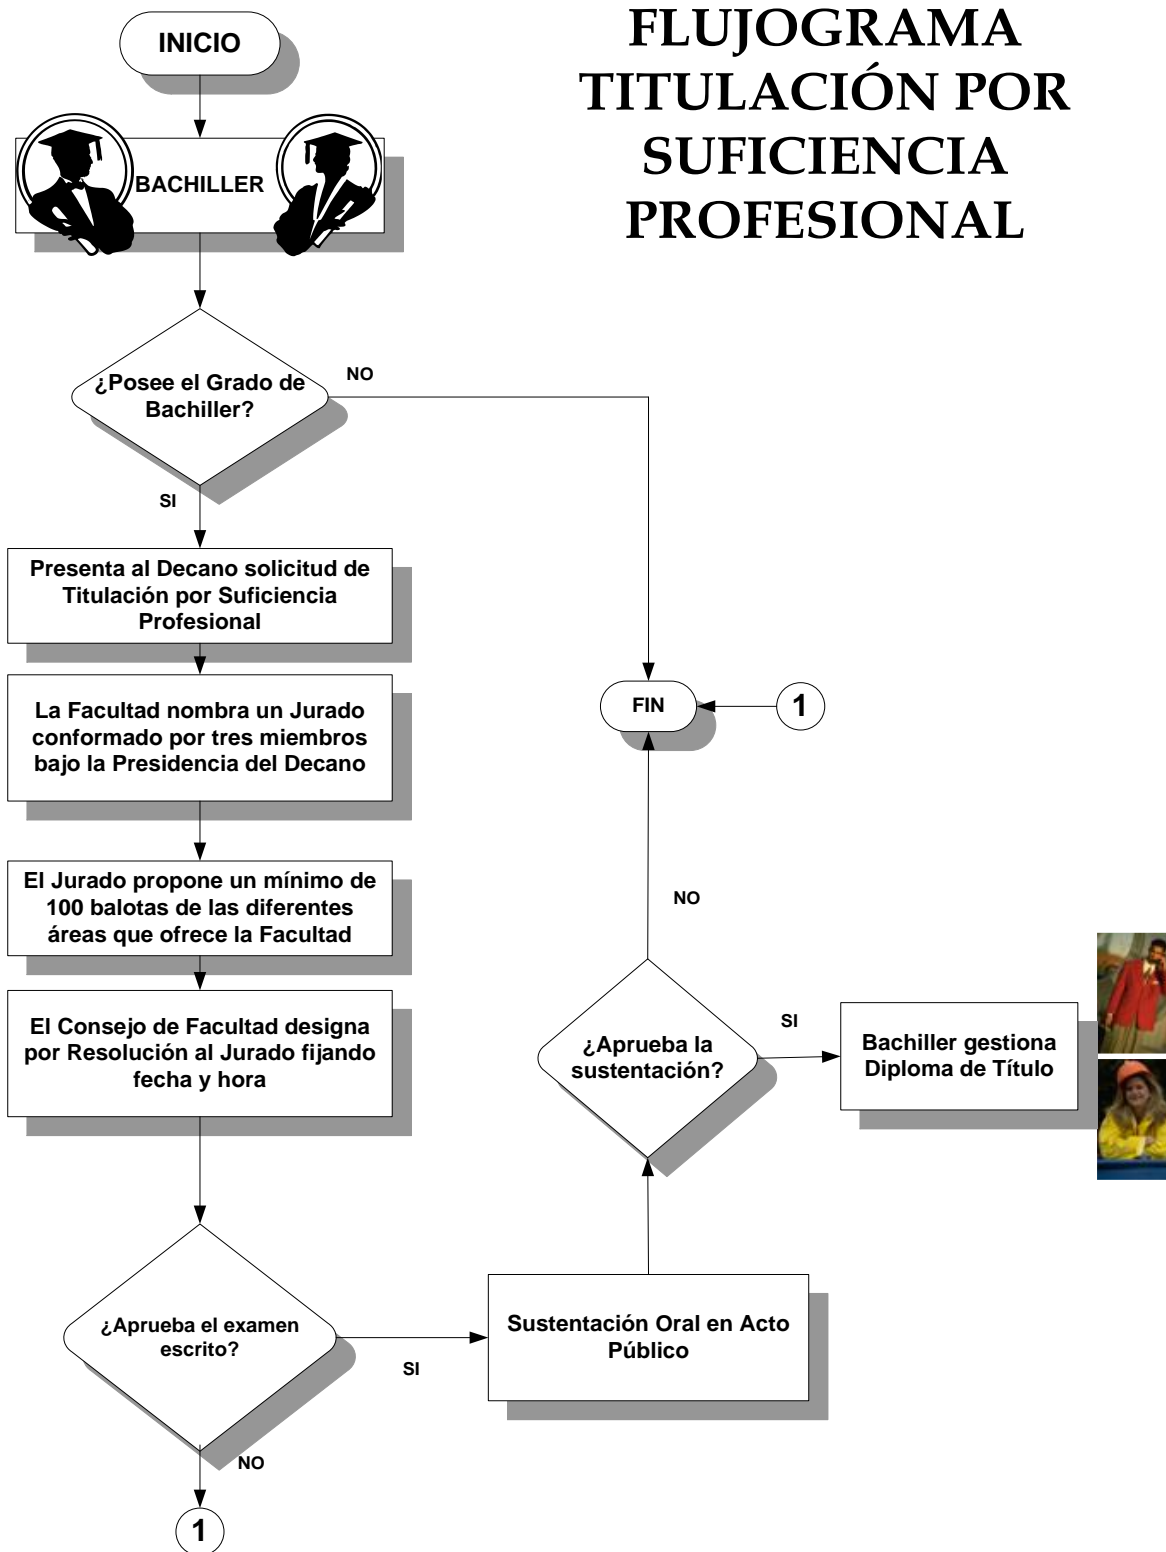 FLUJOGRAMA
TITULACIÓN POR
SUFICIENCIA
PROFESIONAL
INICIO
BACHILLER
¿Posee el Grado de
Bachiller?
NO
SI
Presenta al Decano solicitud de
Titulación por Suficiencia
Profesional
La Facultad nombra un Jurado
conformado por tres miembros
bajo la Presidencia del Decano
FIN
1
El Jurado propone un mínimo de
100 balotas de las diferentes
áreas que ofrece la Facultad
NO
El Consejo de Facultad designa
por Resolución al Jurado fijando
fecha y hora
¿Aprueba la
sustentación?
SI
Bachiller gestiona
Diploma de Título
¿Aprueba el examen
escrito?
SI
Sustentación Oral en Acto
Público
NO
1